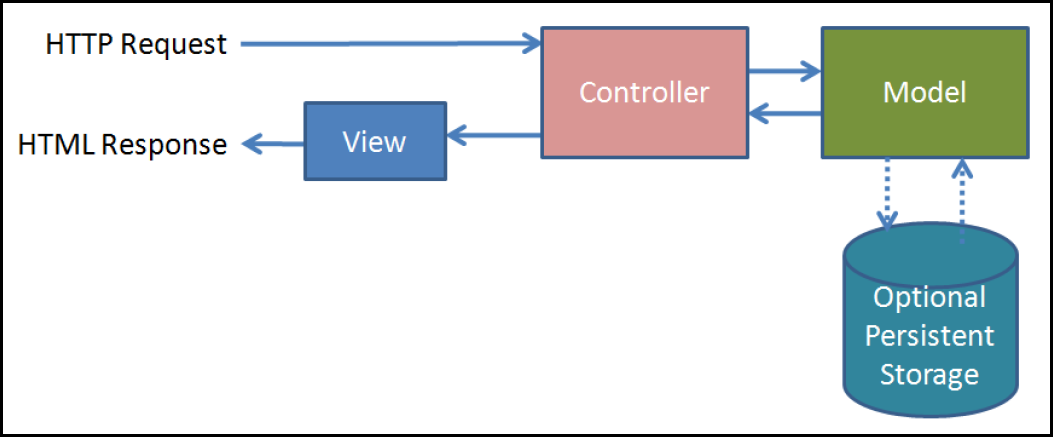 HTTP Request
Controller
Model
HTML Response
View
Optional
Persistent
Storage